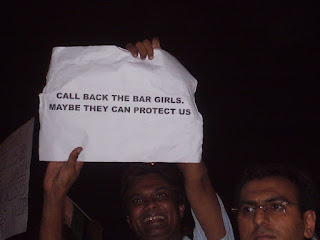 CALL BACK THE BAR GIRLS.
MAYBE THEY CAN PROTECT US